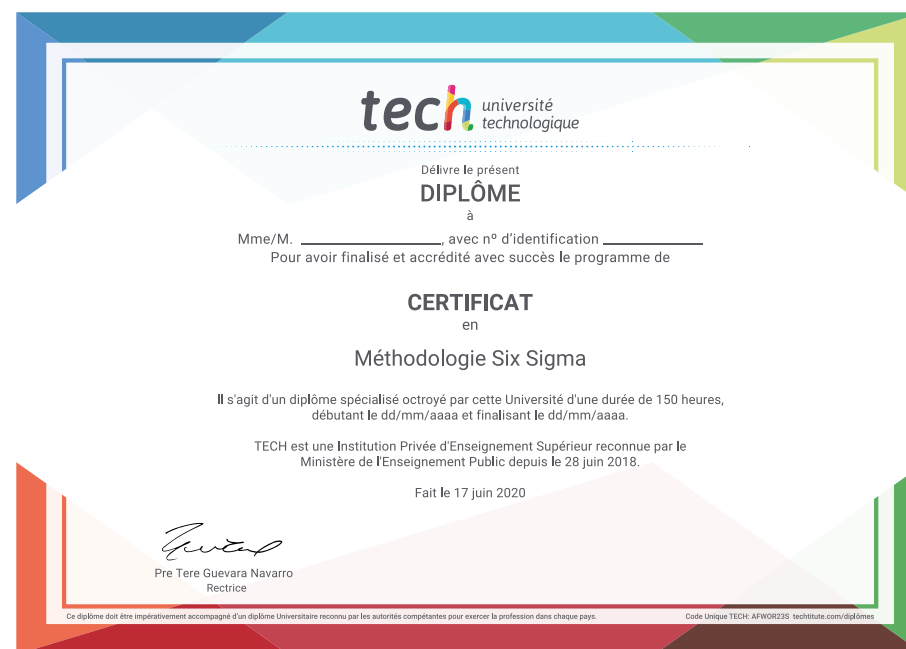 tech université
technologique
Délivre le présent
DIPLÔME
à
Mme/M. ____________________, avec nº d'identification ______________
Pour avoir finalisé et accrédité avec succès le programme de
CERTIFICAT
en
Méthodologie Six Sigma
Il s'agit d'un diplôme spécialisé octroyé par cette Université d'une durée de 150 heures,
débutant le dd/mm/aaaa et finalisant le dd/mm/aaaa.
TECH est une Institution Privée d'Enseignement Supérieur reconnue par le
Ministère de l'Enseignement Public depuis le 28 juin 2018.
Fait le 17 juin 2020
Pre Tere Guevara Navarro
Rectrice
Ce diplôme doit être impérativement accompagné d'un diplôme Universitaire reconnu par les autorités compétantes pour exercer la profession dans chaque pays.
Code Unique TECH: AFWOR23S techtitute.com/diplômes